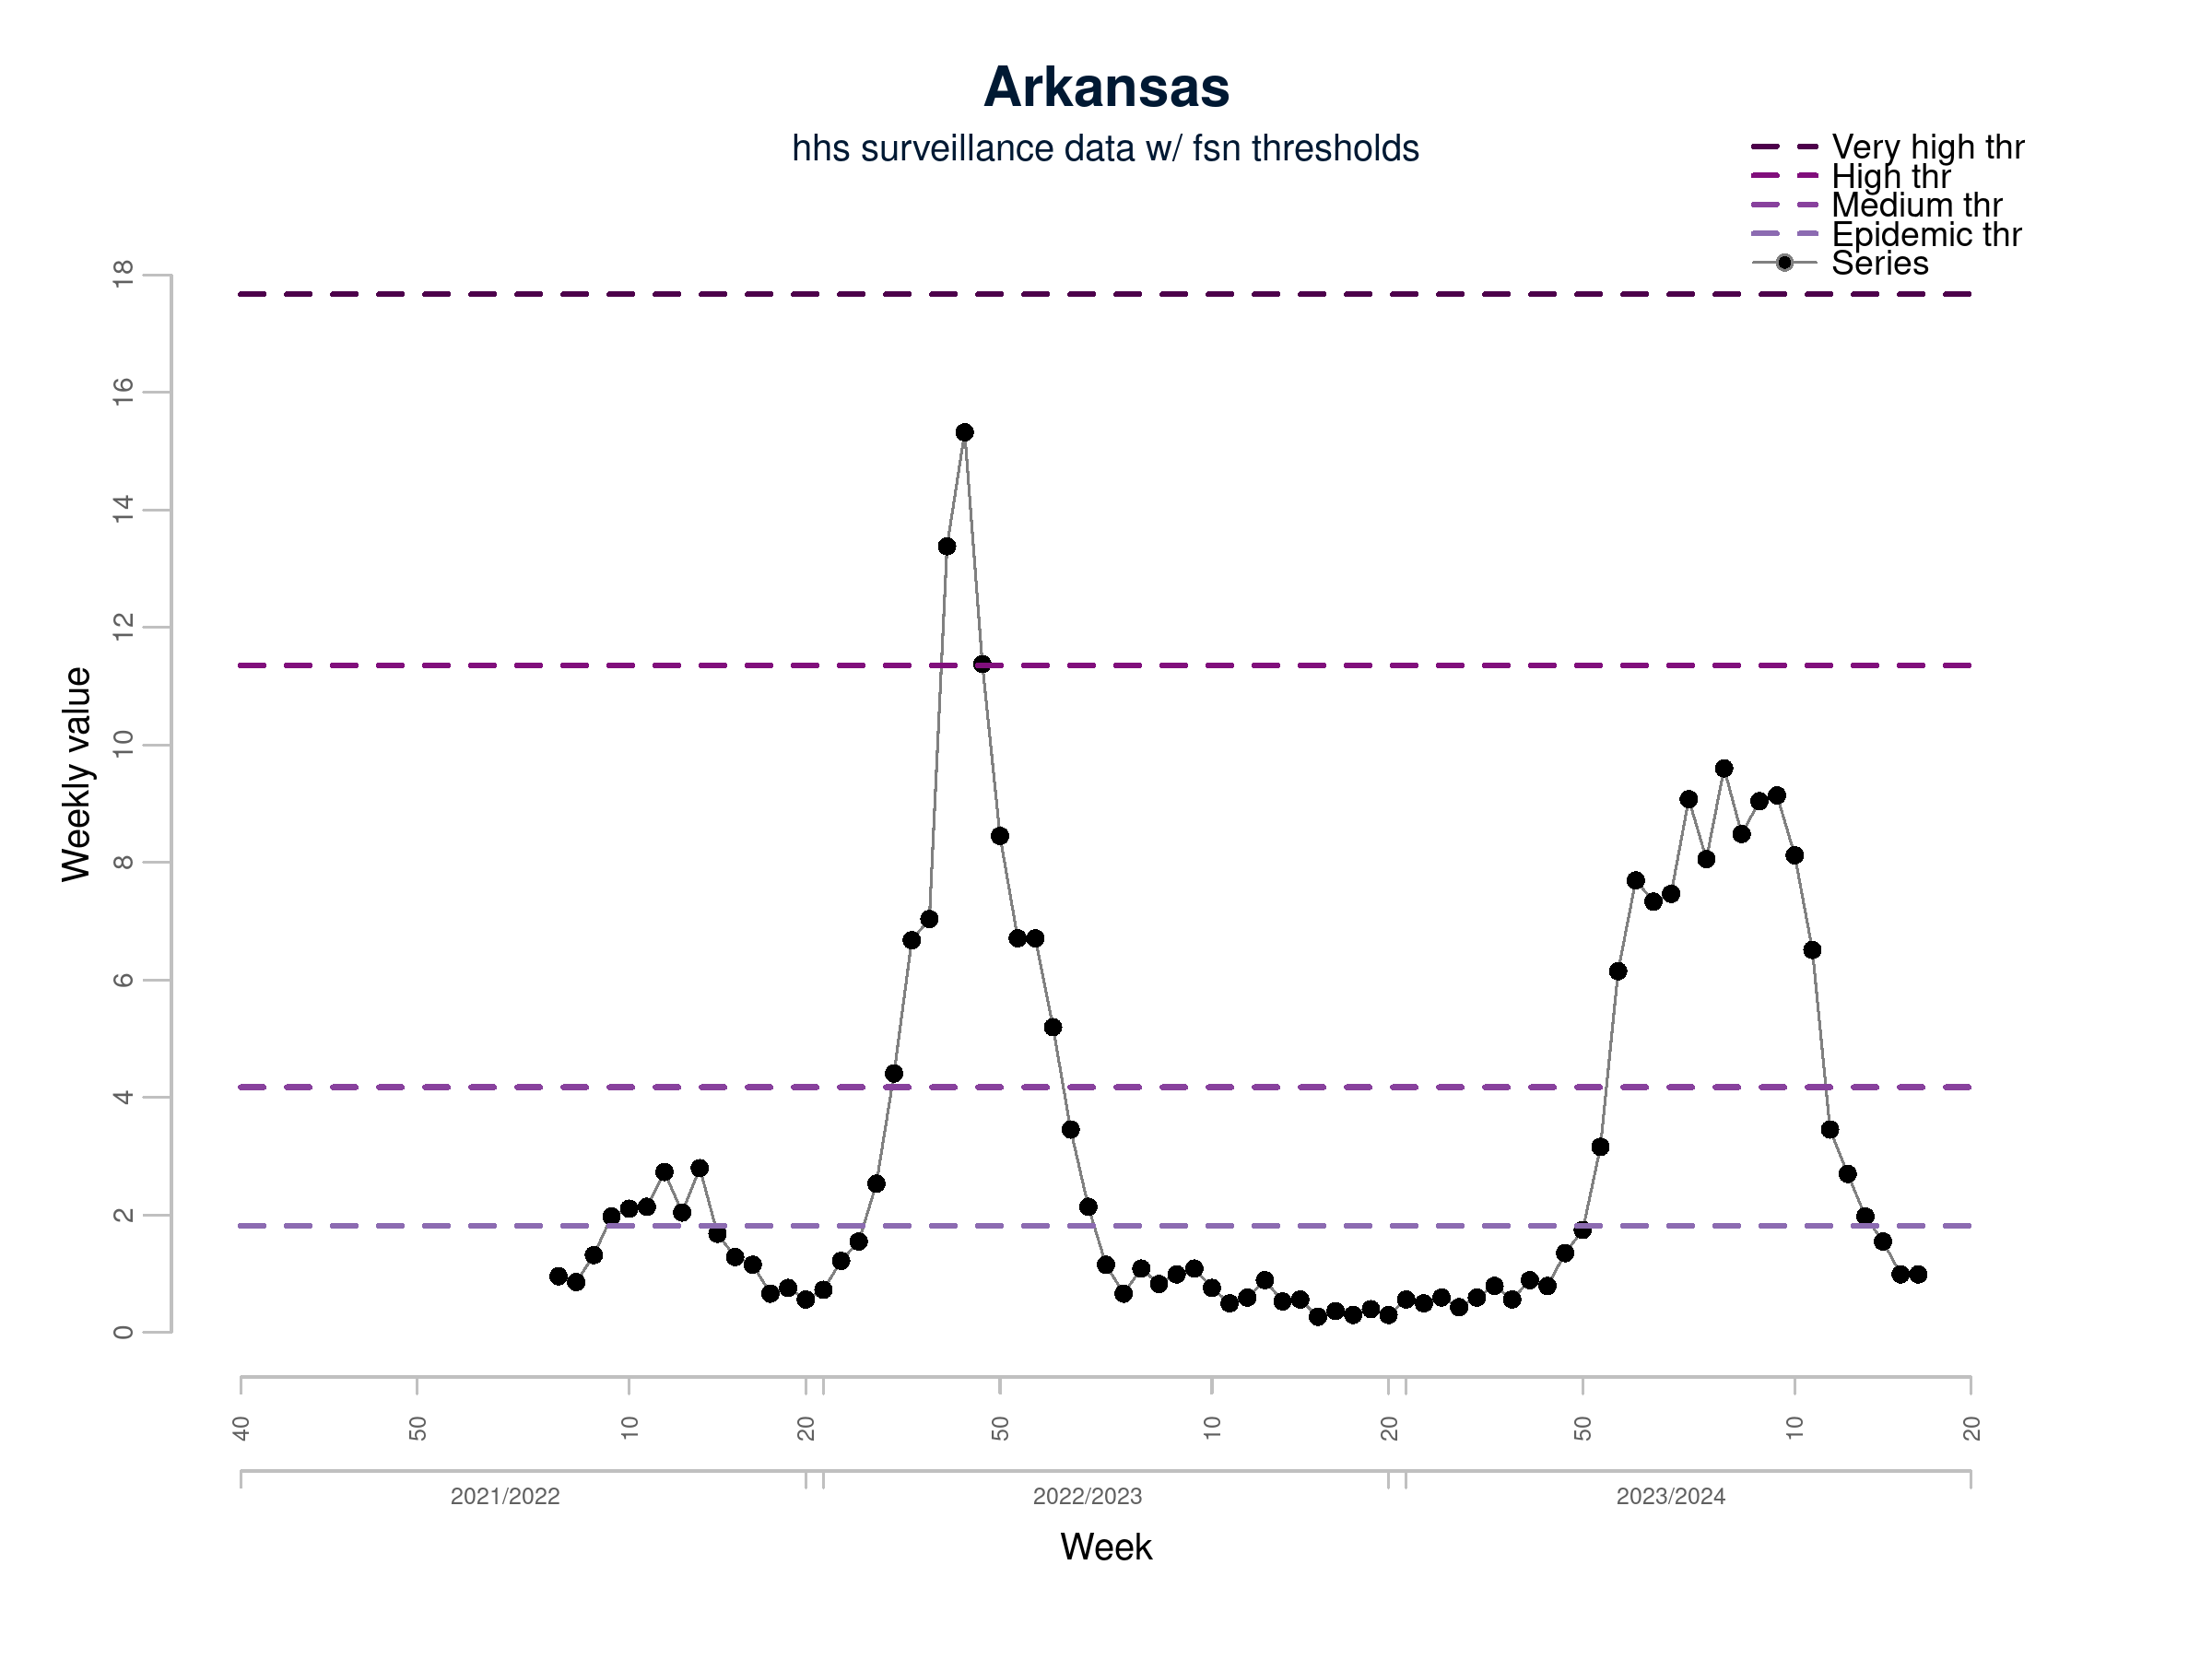 Arkansas
hhs surveillance data w/ fsn thresholds
Very high thr
High thr
Medium thr
Epidemic thr
Series
Weekly value
18
16
14
12
10
8
6
4
2
0
40
50
10
20
50
10
20
50
10
20
2021/2022
2022/2023
2023/2024
Week